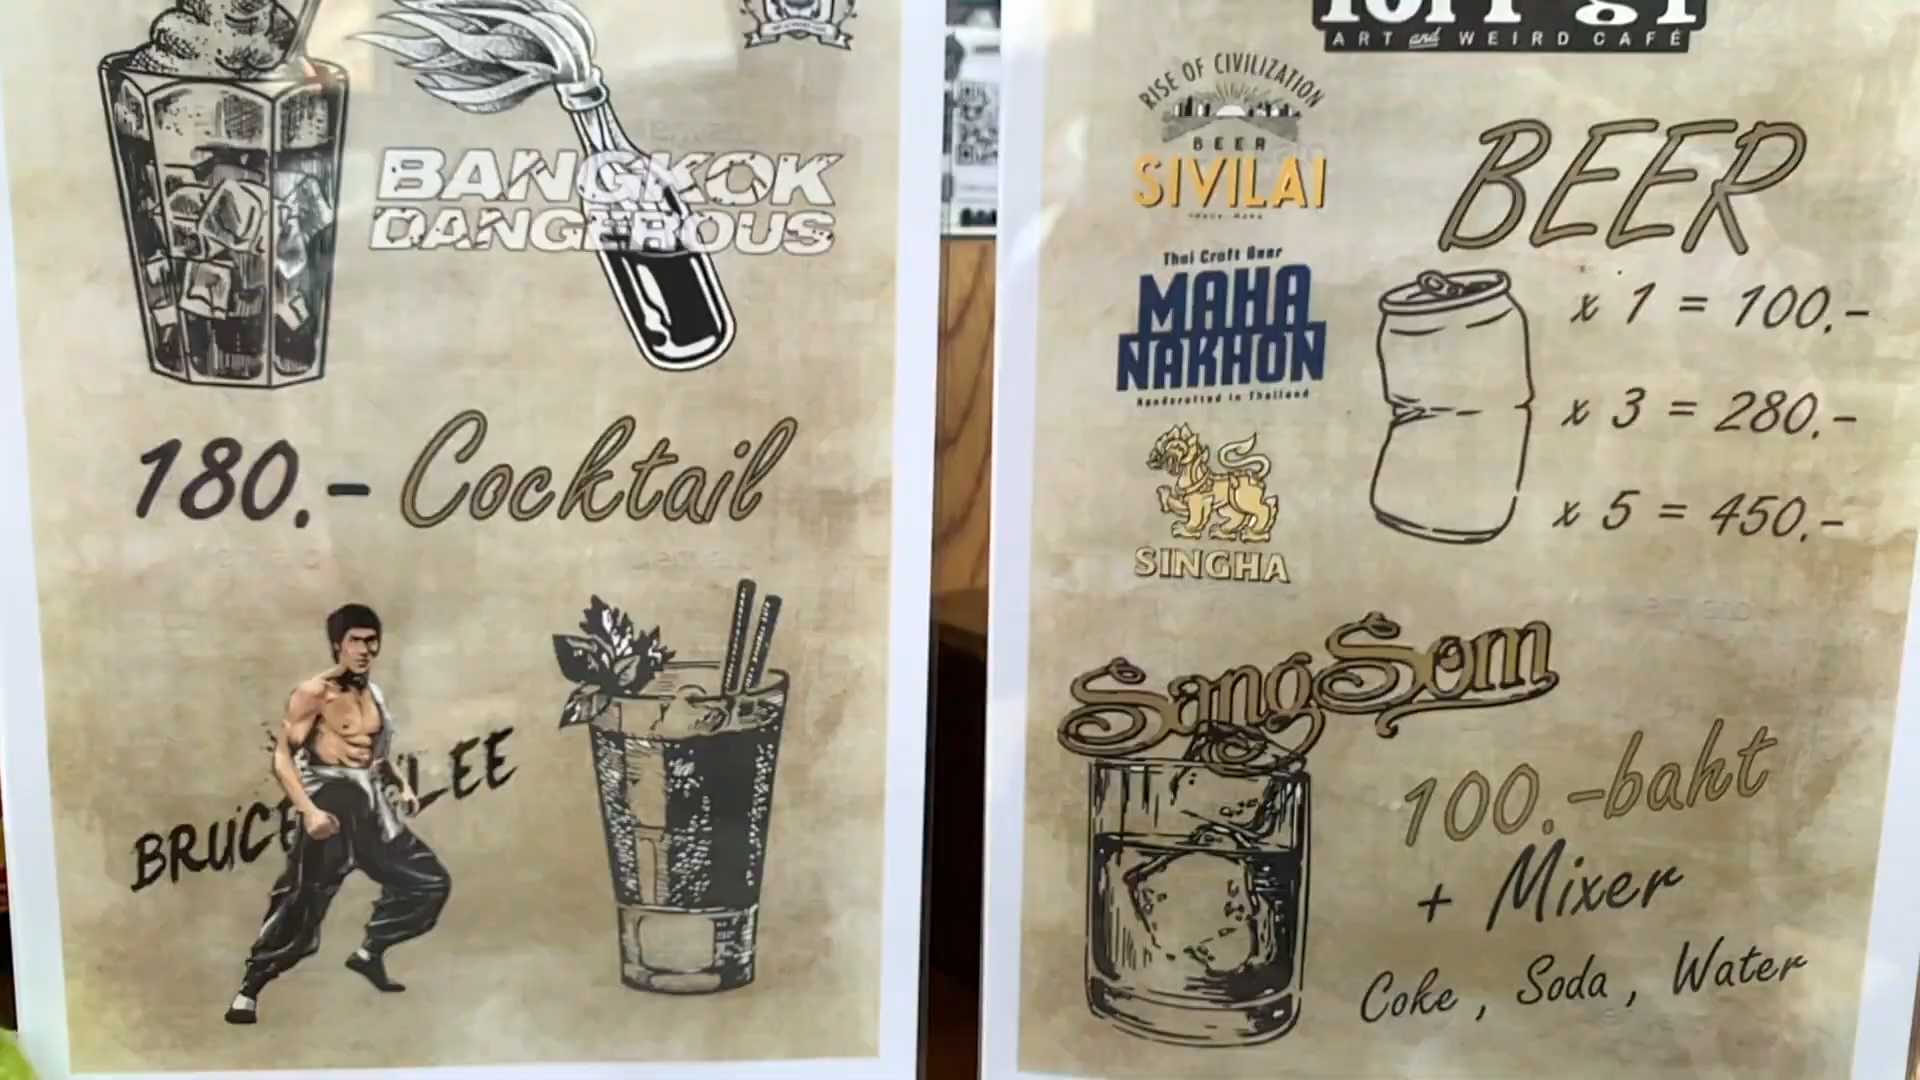 BANGKOK
DANGEROUS
180.- Cocktail
BRUCE LEE
ART and WEIRD CAFÉ
RISE OF CIVILIZATION
BEER
SIVILAI
BEER
Thai Craft Beer
MAHA
NAKHON
Handcrafted in Thailand
SINGHA
x 1 = 100.-
x 3 = 280.-
x 5 = 450.-
SangSom
100.-baht
+ Mixer
Coke , Soda , Water